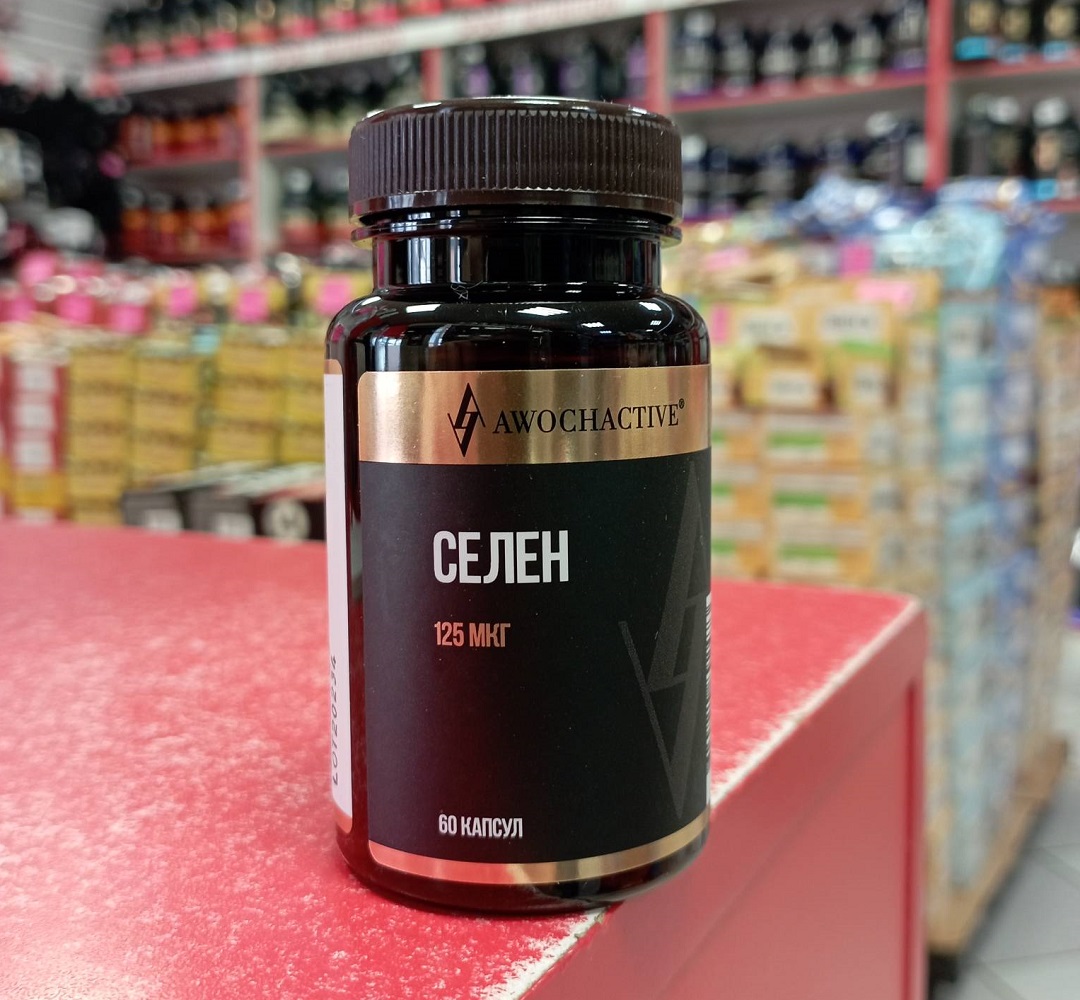 AWOCHACTIVE®
СЕЛЕН
125 МКГ
60 КАПСУЛ